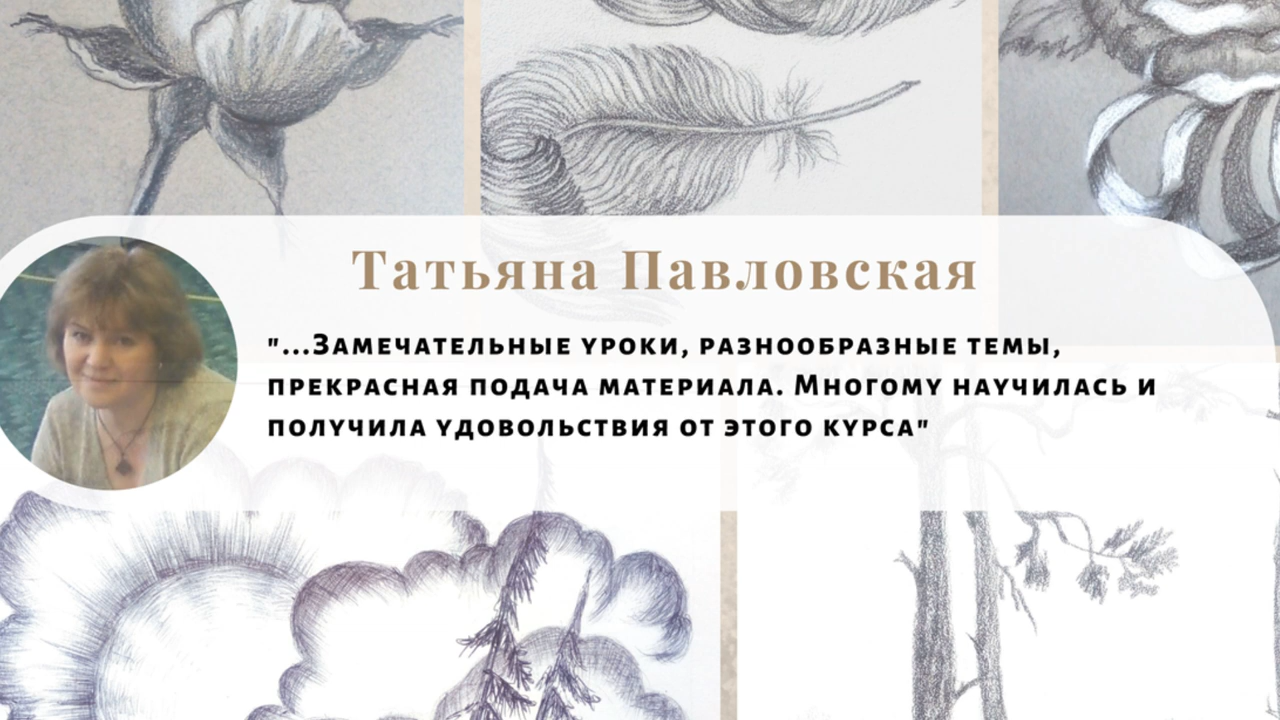 Татьяна Павловская
"...Замечательные уроки, разнообразные темы,
прекрасная подача материала. Многому научилась и
получила удовольствия от этого курса"